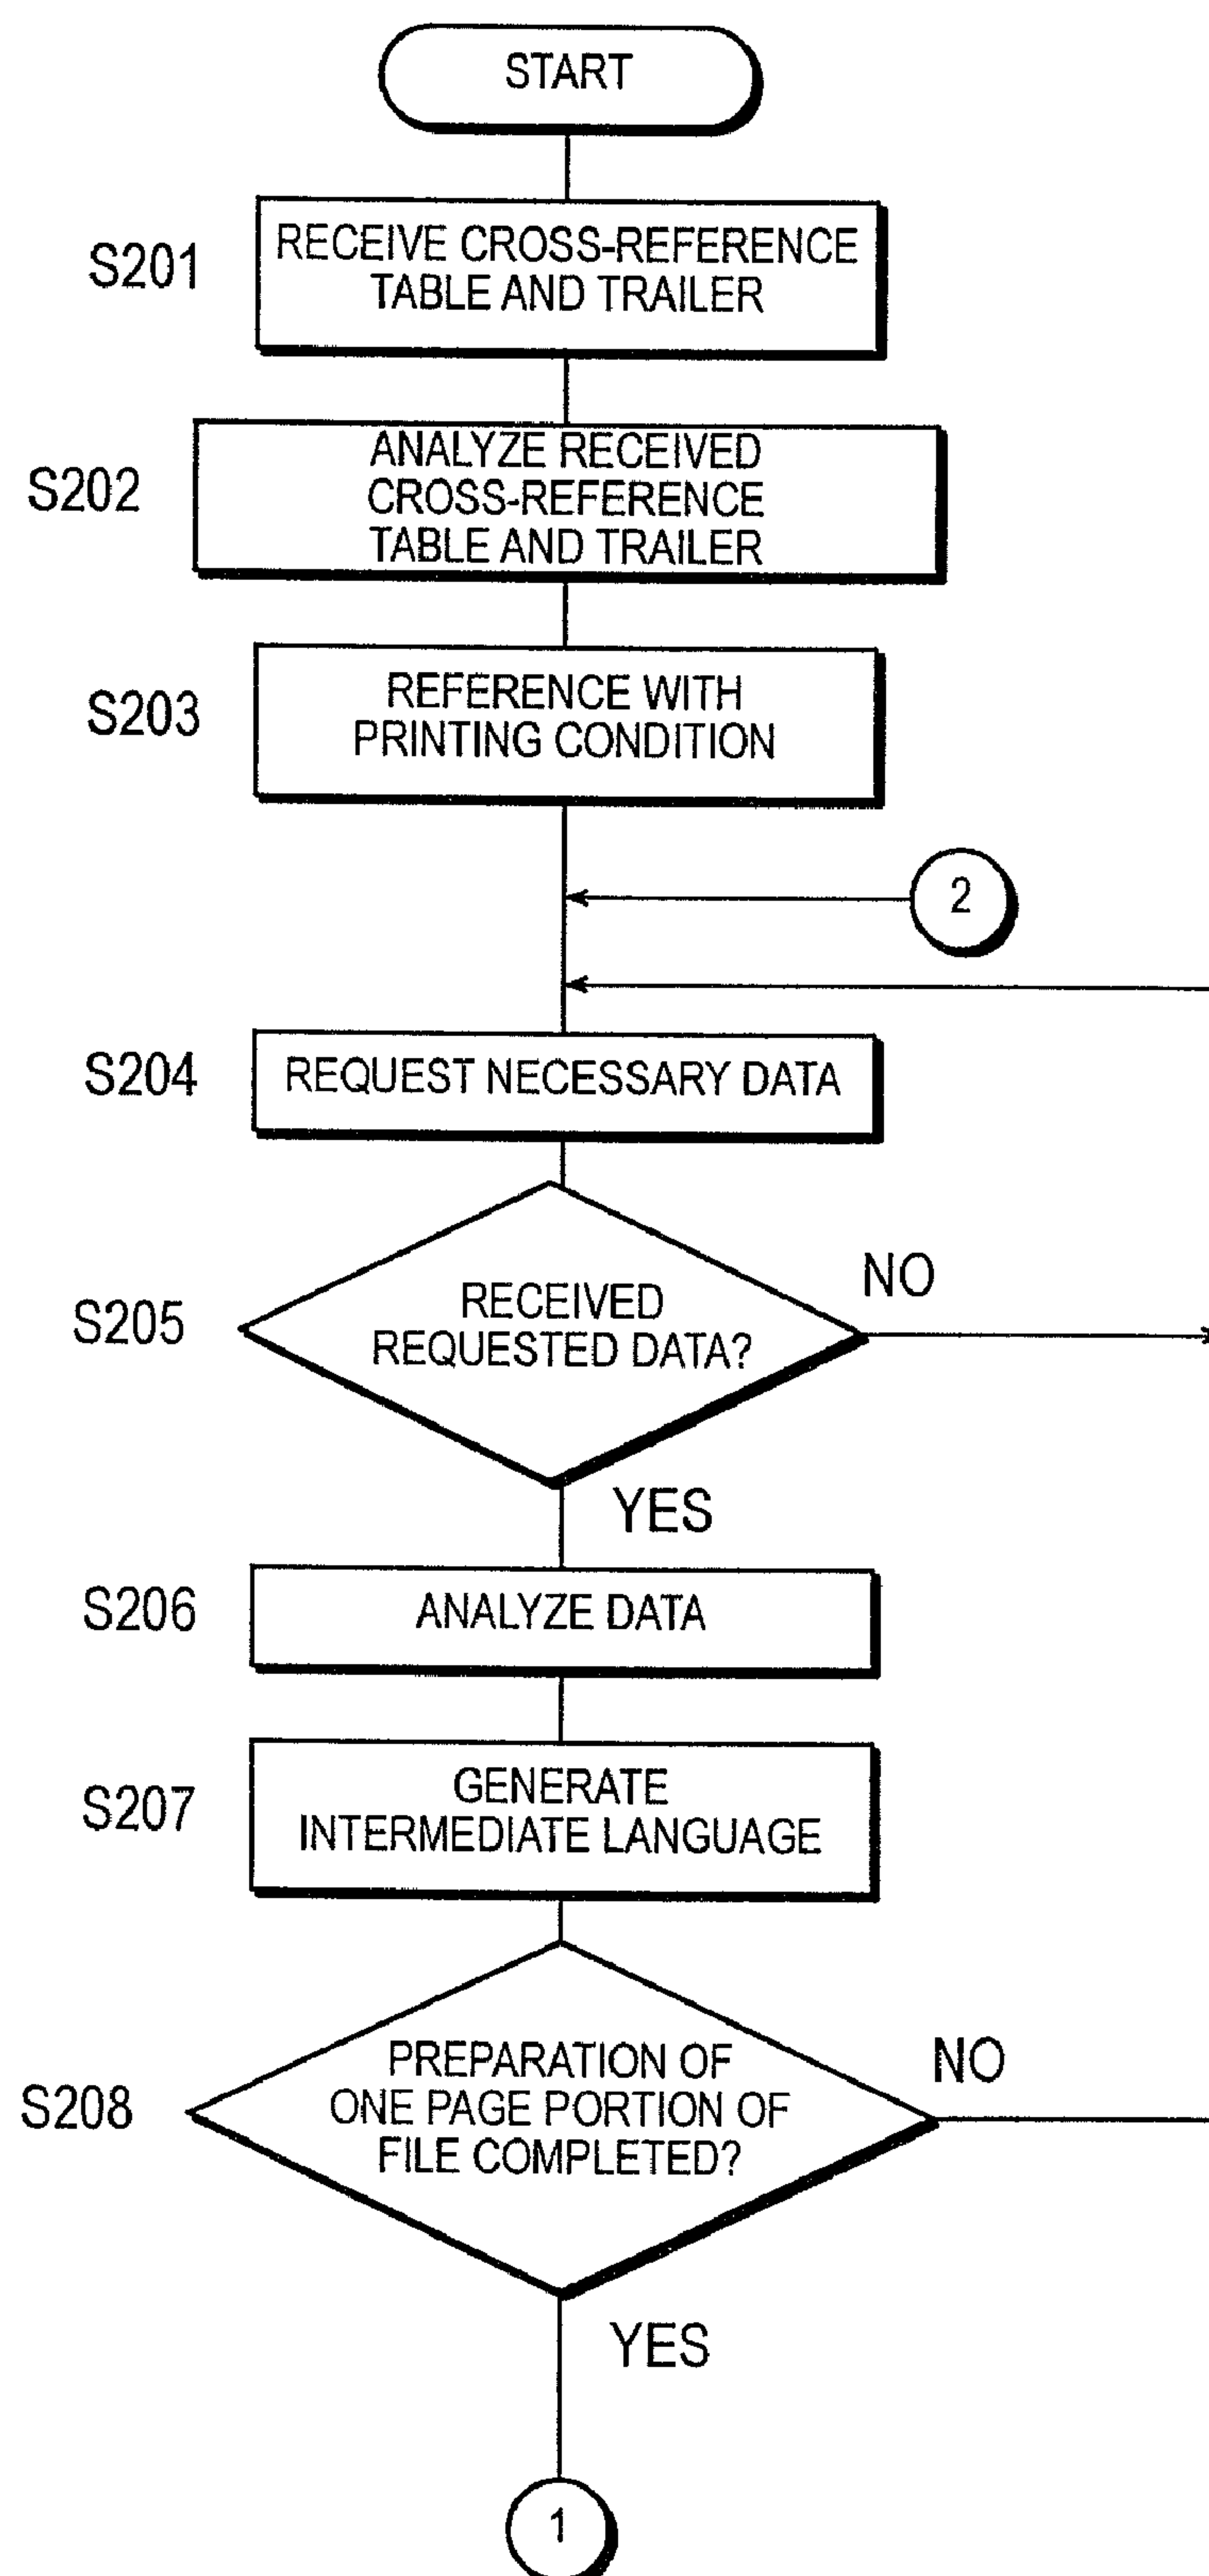 START
S201
RECEIVE CROSS-REFERENCE
TABLE AND TRAILER
S202
ANALYZE RECEIVED
CROSS-REFERENCE
TABLE AND TRAILER
S203
REFERENCE WITH
PRINTING CONDITION
2
S204
REQUEST NECESSARY DATA
S205
RECEIVED
REQUESTED DATA?
NO
YES
S206
ANALYZE DATA
S207
GENERATE
INTERMEDIATE LANGUAGE
S208
PREPARATION OF
ONE PAGE PORTION OF
FILE COMPLETED?
NO
YES
1